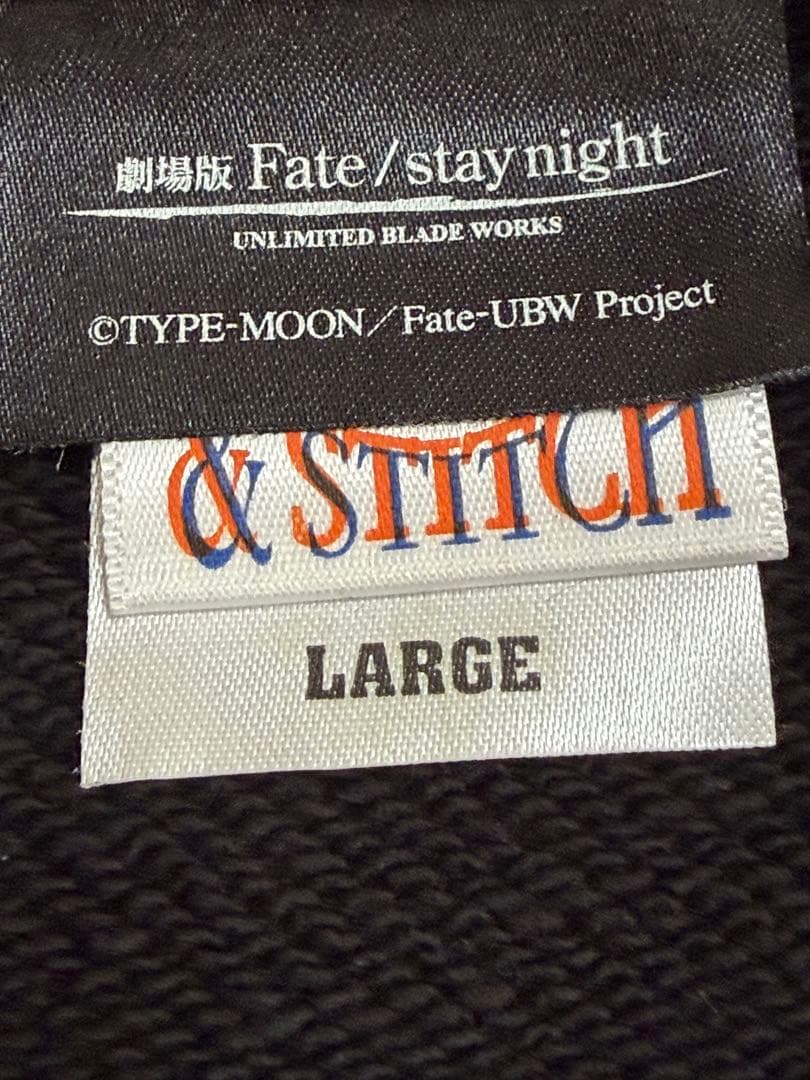 劇場版 Fate/stay night
UNLIMITED BLADE WORKS
©TYPE-MOON/Fate-UBW Project
& STITCH
LARGE